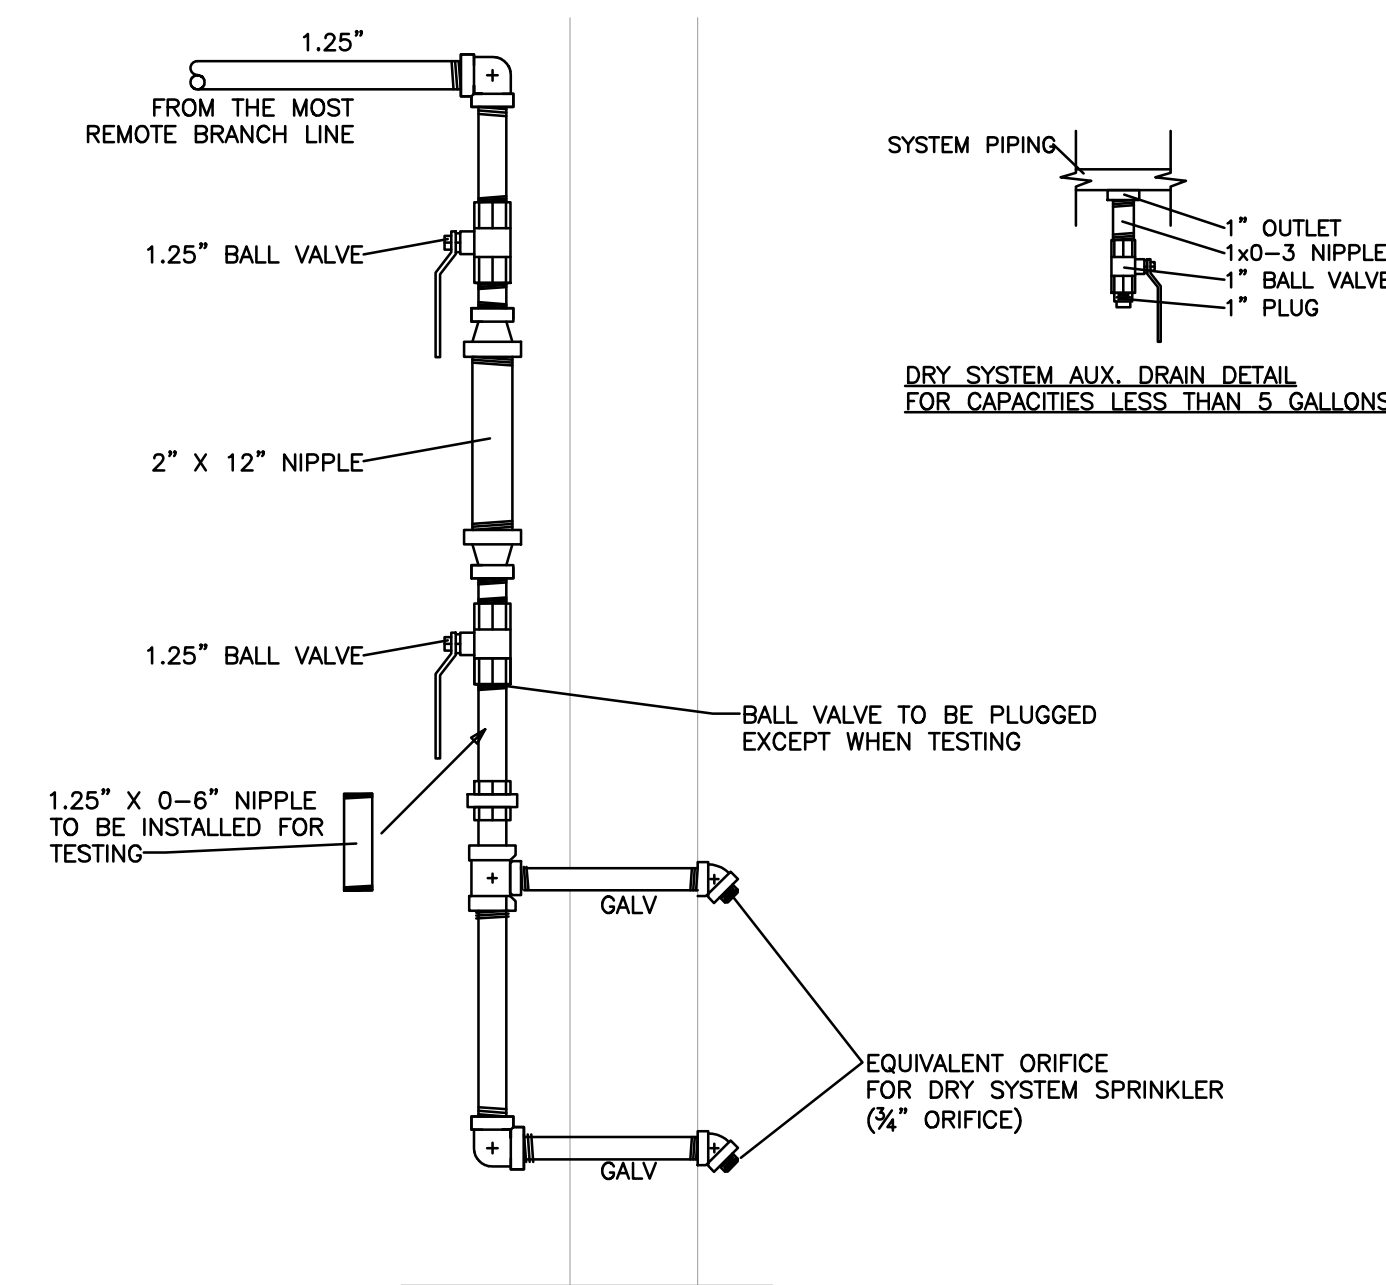 1.25”
FROM THE MOST
REMOTE BRANCH LINE
1.25” BALL VALVE
2” X 12” NIPPLE
1.25” BALL VALVE
BALL VALVE TO BE PLUGGED
EXCEPT WHEN TESTING
1.25” X 0–6” NIPPLE
TO BE INSTALLED FOR
TESTING
GALV
EQUIVALENT ORIFICE
FOR DRY SYSTEM SPRINKLER
(¾” ORIFICE)
GALV
SYSTEM PIPING
1” OUTLET
1x0–3 NIPPLE
1” BALL VALVE
1” PLUG
DRY SYSTEM AUX. DRAIN DETAIL
FOR CAPACITIES LESS THAN 5 GALLONS